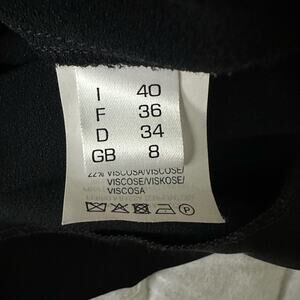 I 40
F 36
D 34
GB 8
22% VISCOSA/VISCOSE/
VISCOSE/VISKOSE/
VISCOSA
P